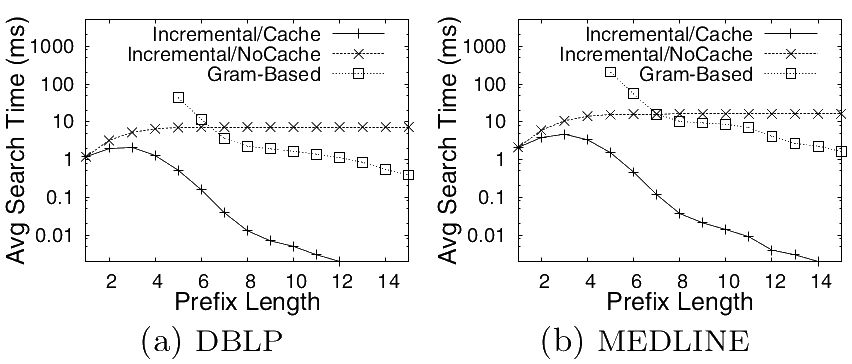 Avg Search Time (ms)
1000
100
10
1
0.1
0.01
Incremental/Cache
Incremental/NoCache
Gram-Based
2 4 6 8 10 12 14
Prefix Length
(a) DBLP
Avg Search Time (ms)
1000
100
10
1
0.1
0.01
Incremental/Cache
Incremental/NoCache
Gram-Based
2 4 6 8 10 12 14
Prefix Length
(b) MEDLINE